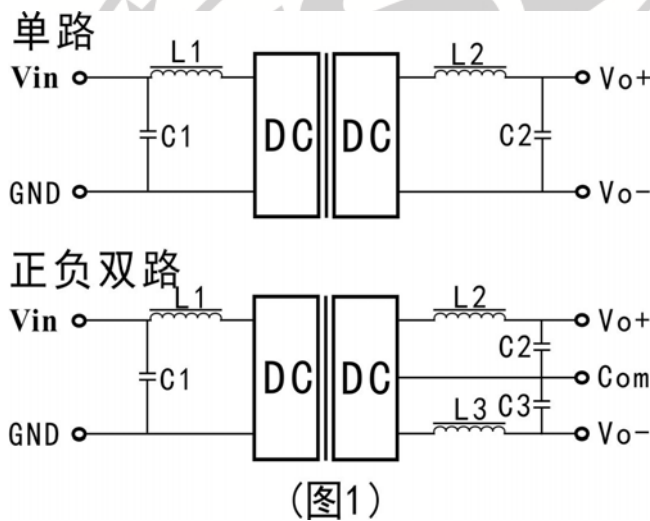 单路
L1 L2
Vin Vo+
C1 DC DC C2
GND Vo-
正负双路
L1 L2
Vin Vo+
C2
C1 DC DC Com
L3 C3
GND Vo-
(图1)